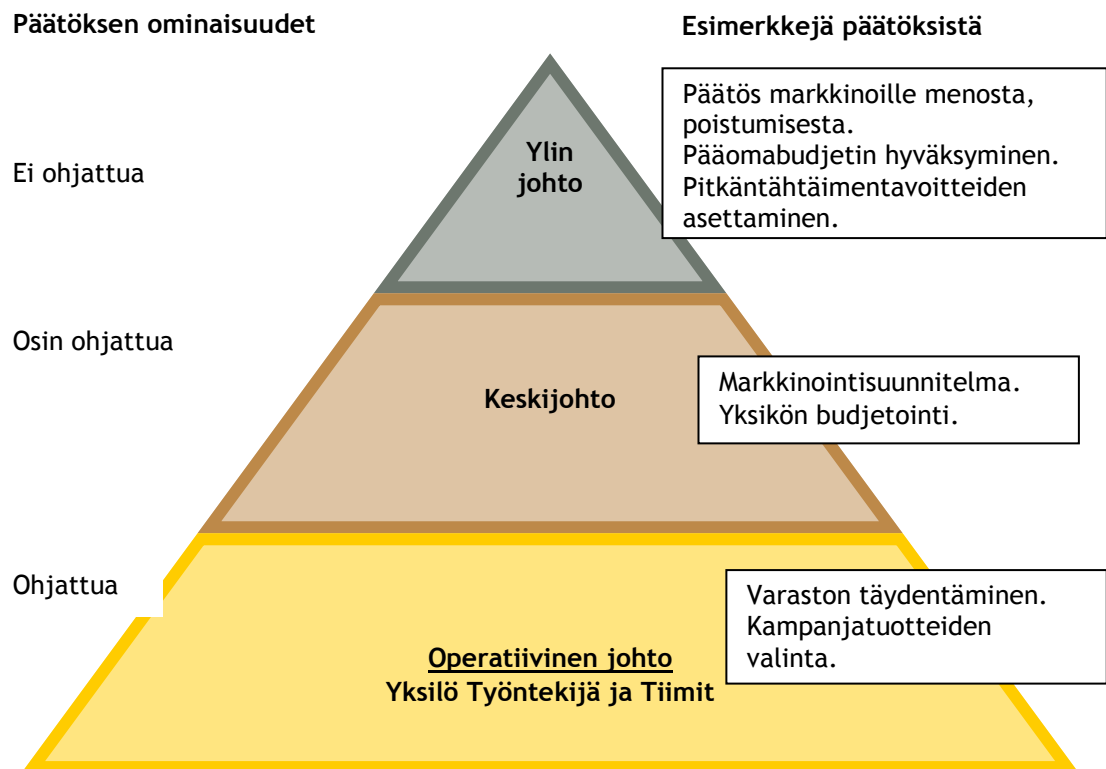 Päätöksen ominaisuudet
Esimerkkejä päätöksistä
Ei ohjattua
Ylin
johto
Päätös markkinoille menosta,
poistumisesta.
Pääomabudjetin hyväksyminen.
Pitkäntähtäimentavoitteiden
asettaminen.
Osin ohjattua
Keskijohto
Markkinointisuunnitelma.
Yksikön budjetointi.
Ohjattua
Operatiivinen johto
Yksilö Työntekijä ja Tiimit
Varaston täydentäminen.
Kampanjatuotteiden
valinta.